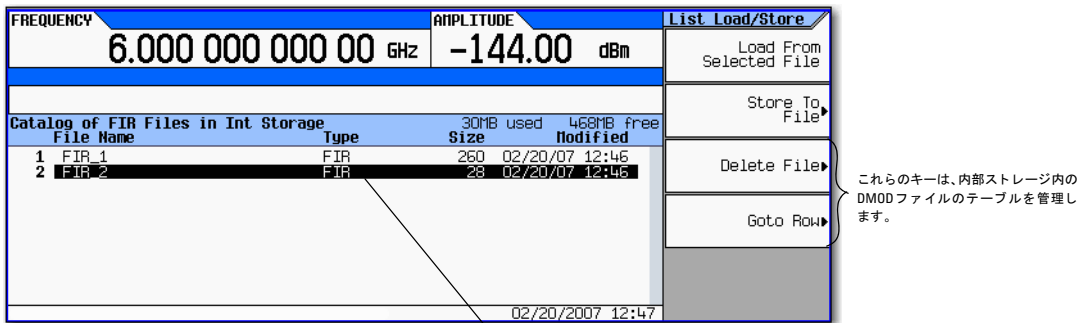 FREQUENCY
6.000 000 000 00 GHz
AMPLITUDE
-144.00 dBm
List Load/Store
Load From
Selected File
Store To
File
Delete File
Goto Row
Catalog of FIR Files in Int Storage 30MB used 468MB free
File Name Type Size Modified
1 FIR_1 FIR 260 02/20/07 12:46
2 FIR_2 FIR 28 02/20/07 12:46
02/20/2007 12:47
これらのキーは、内部ストレージ内の
DMODファイルのテーブルを管理し
ます。